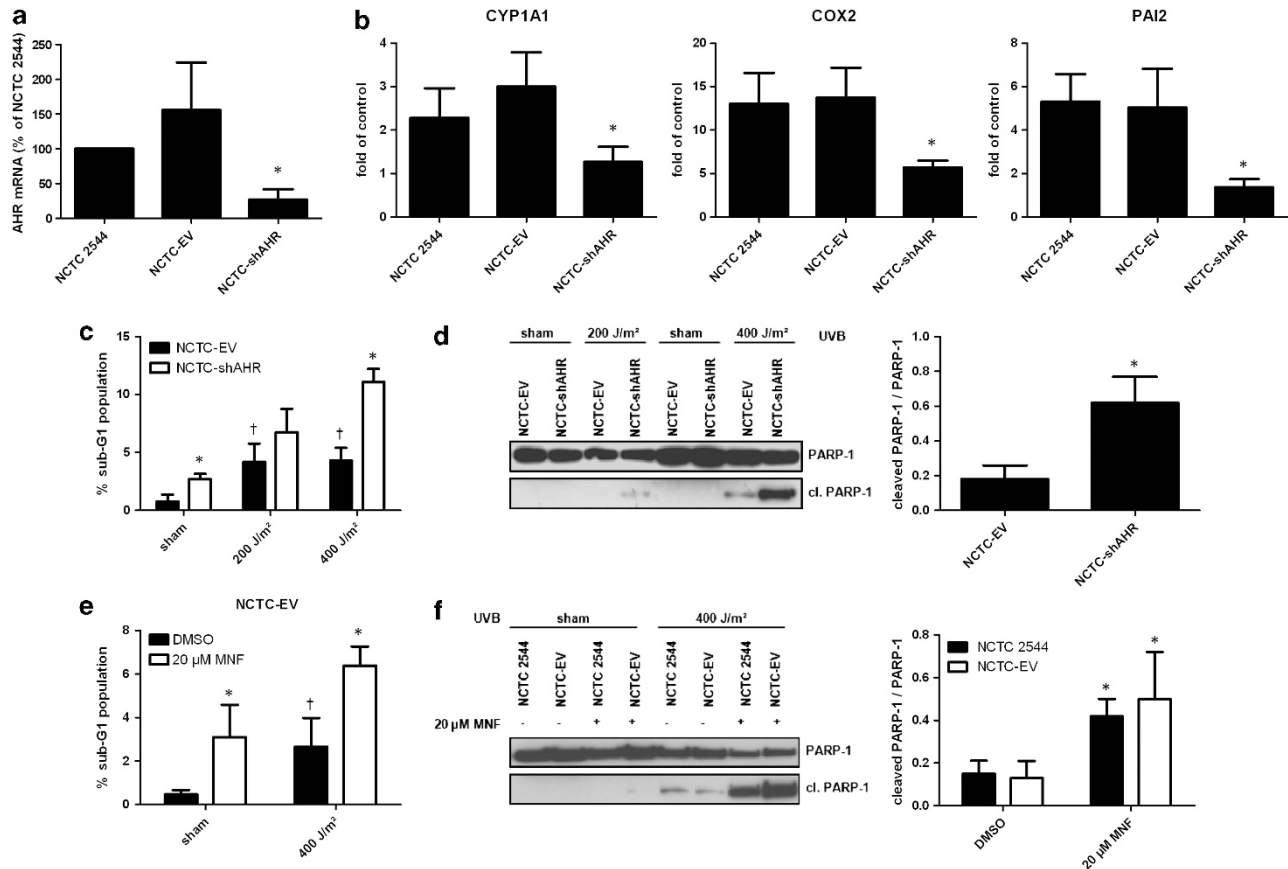 a
AHR mRNA (% of NCTC 2544)
250
200
150
100
50
0
NCTC 2544
NCTC-EV
NCTC-shAHR
b
CYP1A1
fold of control
4
3
2
1
0
NCTC 2544
NCTC-EV
NCTC-shAHR
*
COX2
fold of control
20
15
10
5
0
NCTC 2544
NCTC-EV
NCTC-shAHR
*
PAI2
fold of control
8
6
4
2
0
NCTC 2544
NCTC-EV
NCTC-shAHR
*
*
c
% sub-G1 population
15
10
5
0
NCTC-EV
NCTC-shAHR
* † † *
sham
200 J/m²
400 J/m²
d
sham 200 J/m² sham 400 J/m² UVB
NCTC-EV
NCTC-shAHR
NCTC-EV
NCTC-shAHR
NCTC-EV
NCTC-shAHR
NCTC-EV
NCTC-shAHR
PARP-1
cl. PARP-1
cleaved PARP-1 / PARP-1
1.0
0.8
0.6
0.4
0.2
0.0
*
NCTC-EV
NCTC-shAHR
e
NCTC-EV
% sub-G1 population
8
6
4
2
0
DMSO
20 µM MNF
* † *
sham
400 J/m²
f
UVB sham 400 J/m²
NCTC 2544
NCTC-EV
NCTC 2544
NCTC-EV
NCTC 2544
NCTC-EV
NCTC 2544
NCTC-EV
20 µM MNF - - + + - - + +
PARP-1
cl. PARP-1
cleaved PARP-1 / PARP-1
0.8
0.6
0.4
0.2
0.0
NCTC 2544
NCTC-EV
* *
DMSO
20 µM MNF